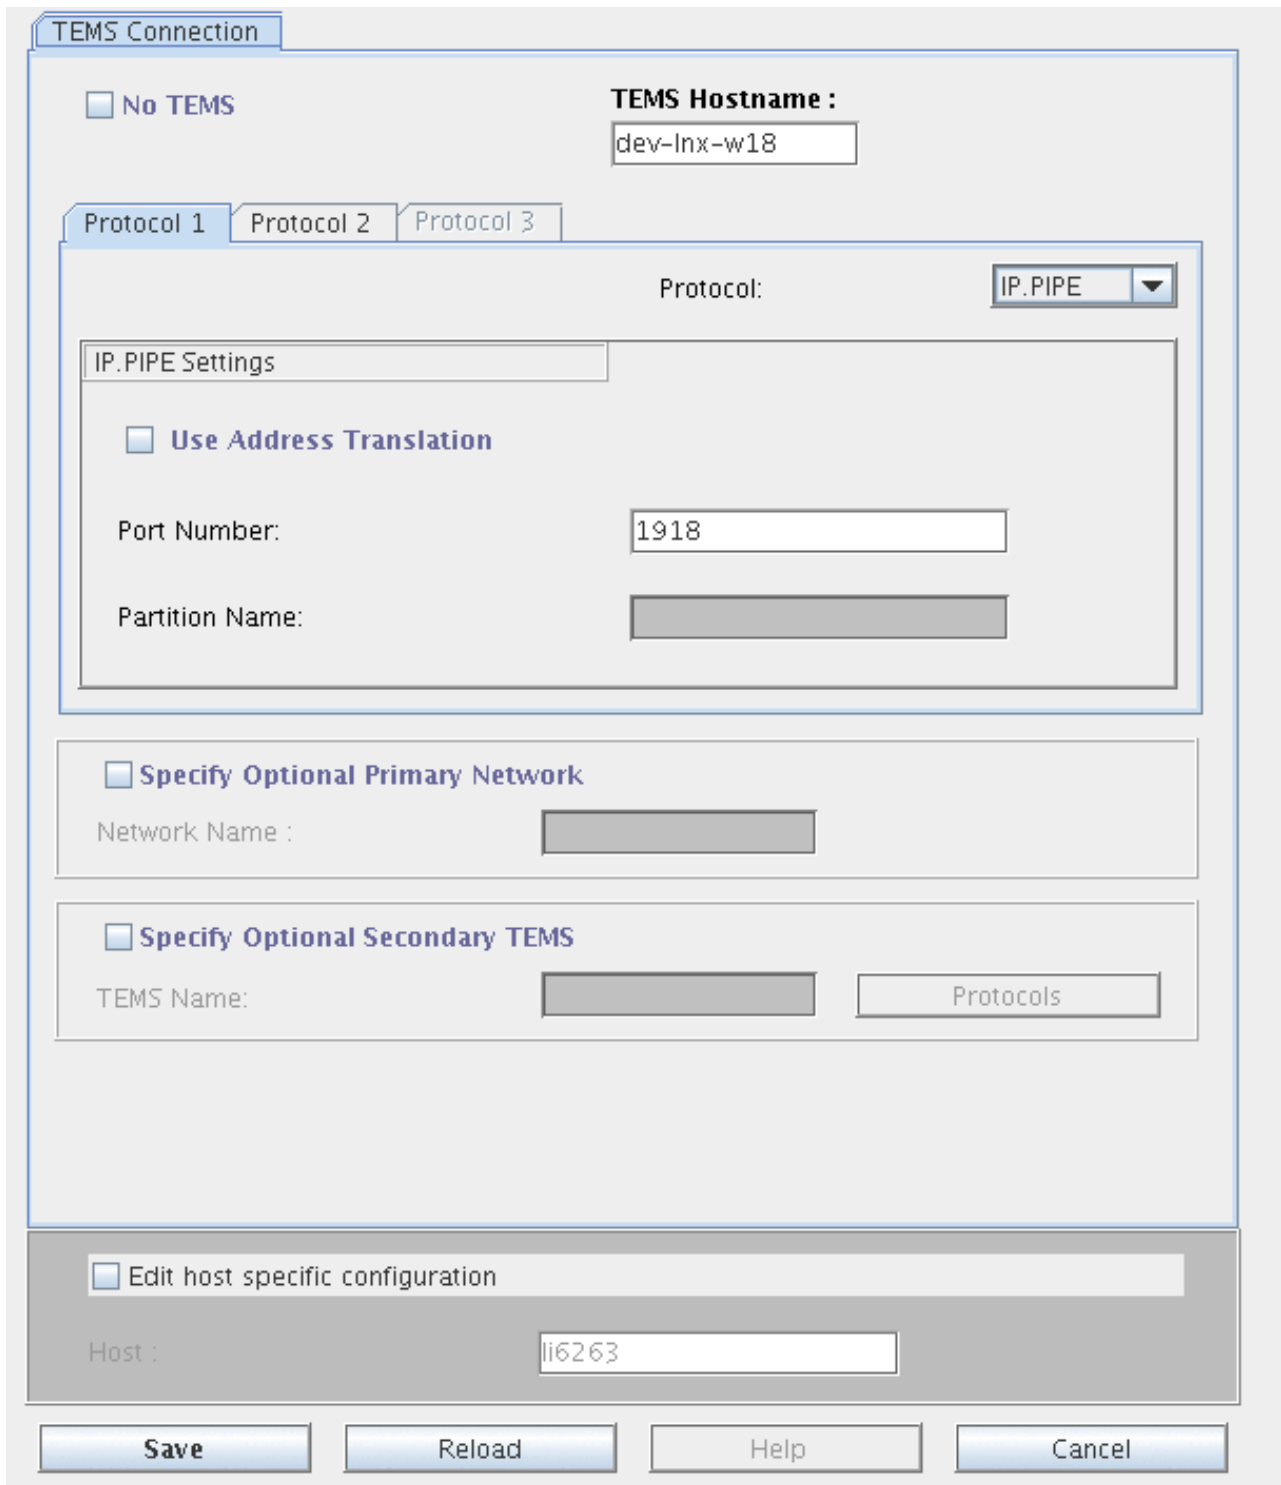 TEMS Connection
No TEMS
TEMS Hostname :
dev-lnx-w18
Protocol 1
Protocol 2
Protocol 3
Protocol:
IP.PIPE
IP.PIPE Settings
Use Address Translation
Port Number:
1918
Partition Name:
Specify Optional Primary Network
Network Name :
Specify Optional Secondary TEMS
TEMS Name:
Protocols
Edit host specific configuration
Host :
li6263
Save
Reload
Help
Cancel